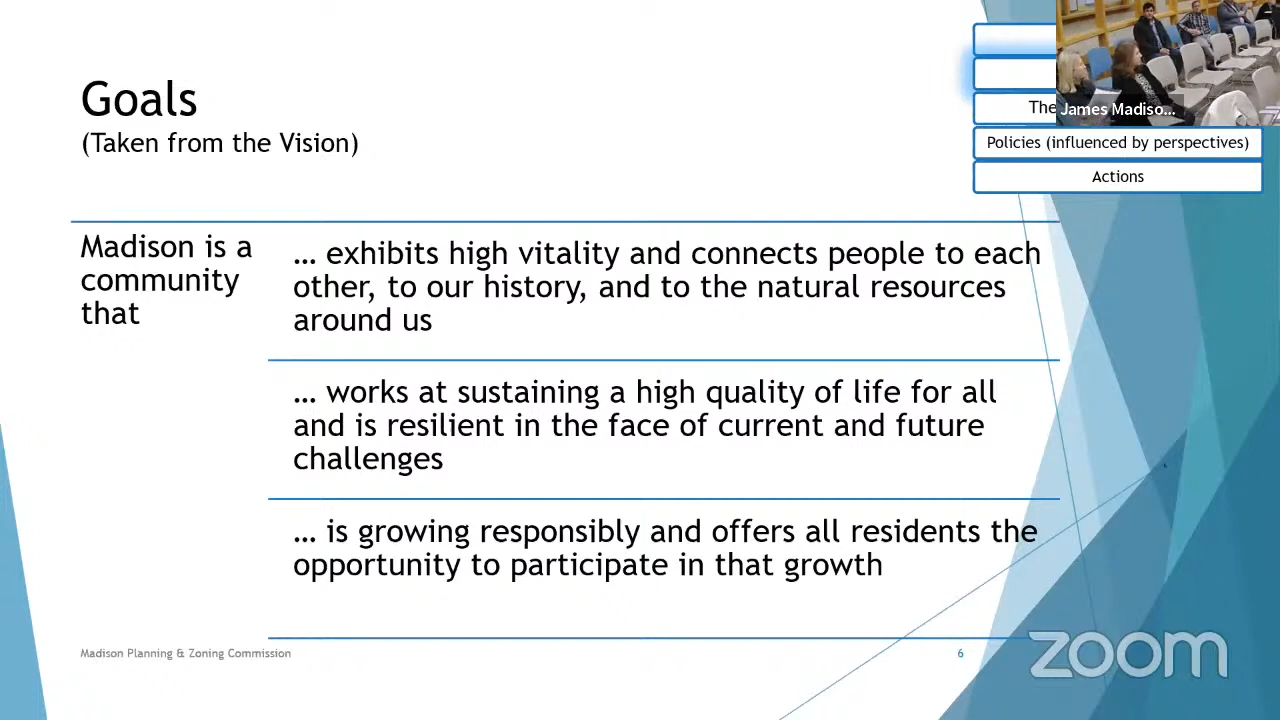 Goals
(Taken from the Vision)
The
James Madiso...
Policies (influenced by perspectives)
Actions
Madison is a
community
that
... exhibits high vitality and connects people to each
other, to our history, and to the natural resources
around us
... works at sustaining a high quality of life for all
and is resilient in the face of current and future
challenges
... is growing responsibly and offers all residents the
opportunity to participate in that growth
Madison Planning & Zoning Commission
6
zoom